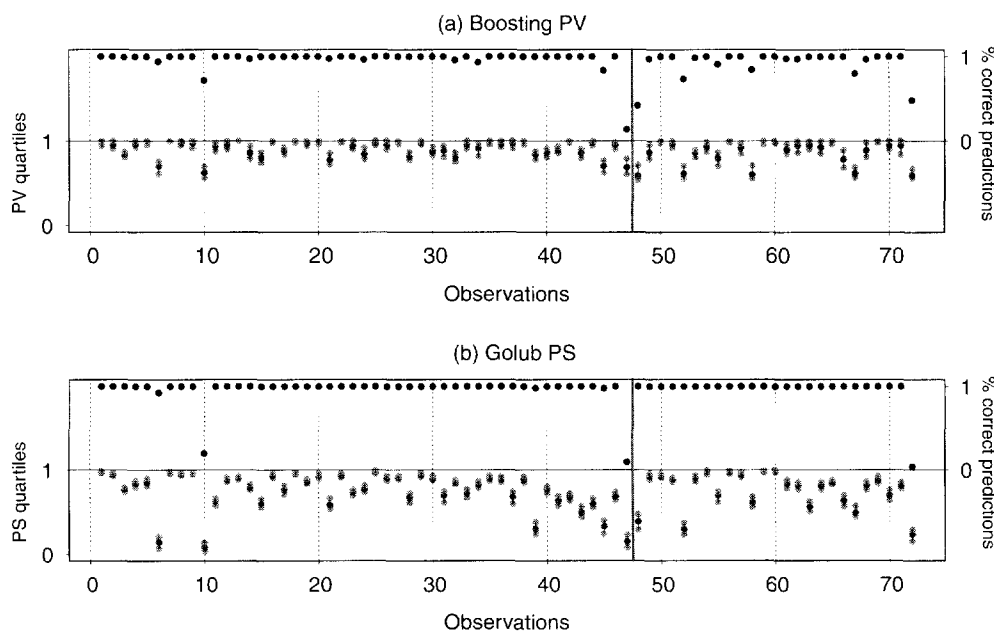 (a) Boosting PV
PV quartiles
1
0
1
0
% correct predictions
0 10 20 30 40 50 60 70
Observations
(b) Golub PS
PS quartiles
1
0
1
0
% correct predictions
0 10 20 30 40 50 60 70
Observations